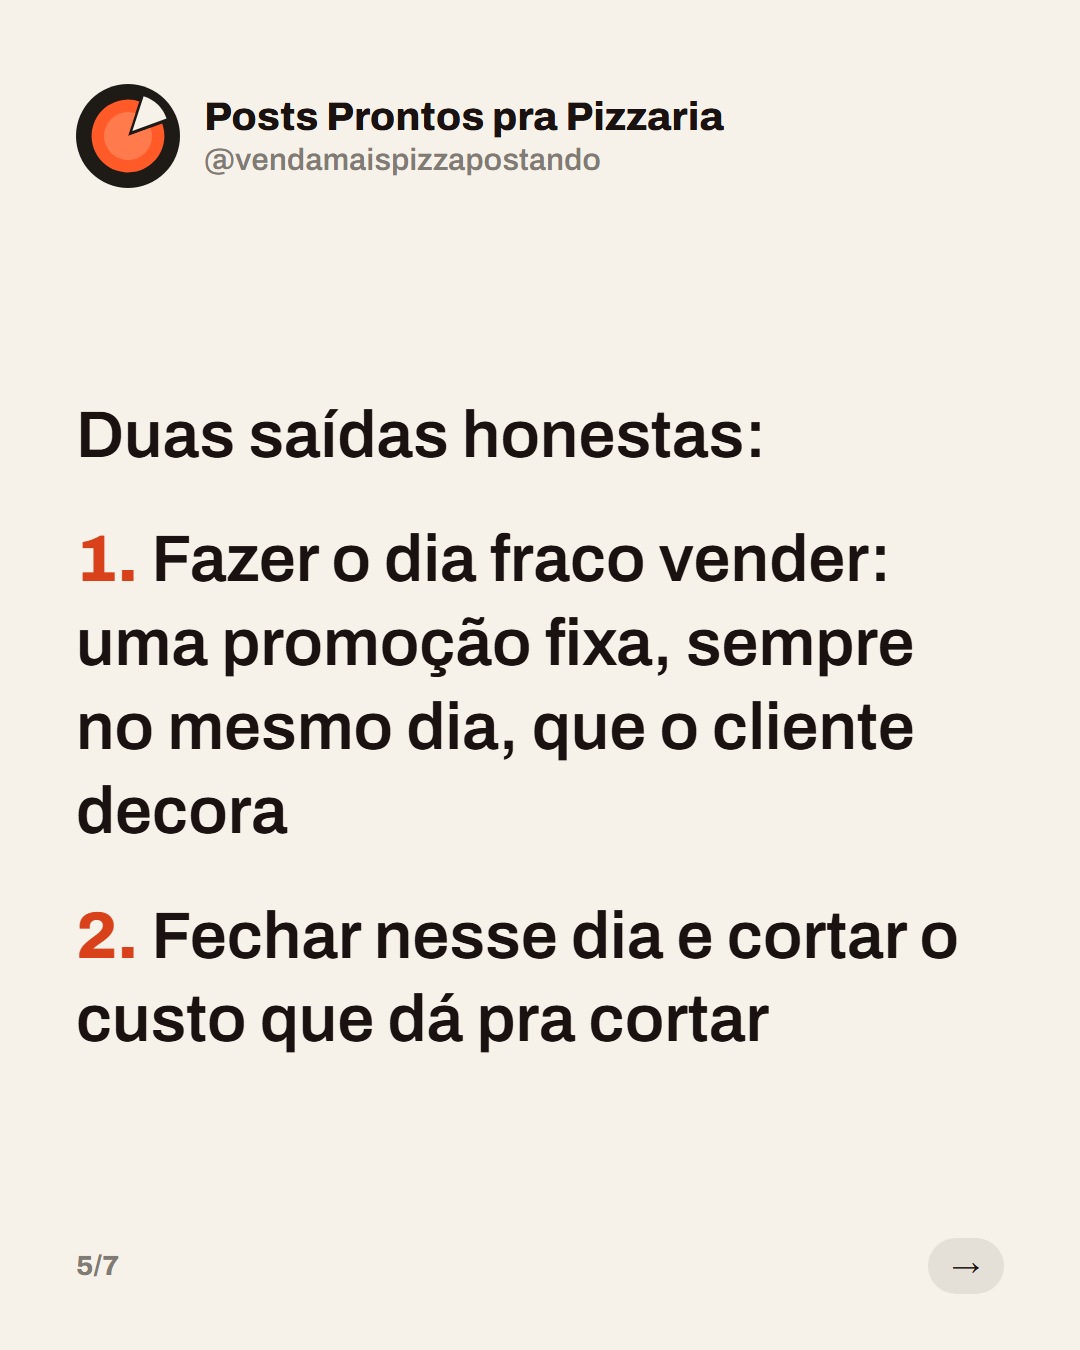 Posts Prontos pra Pizzaria
@vendamaispizzapostando
Duas saídas honestas:
1. Fazer o dia fraco vender:
uma promoção fixa, sempre
no mesmo dia, que o cliente
decora
2. Fechar nesse dia e cortar o
custo que dá pra cortar
5/7
→